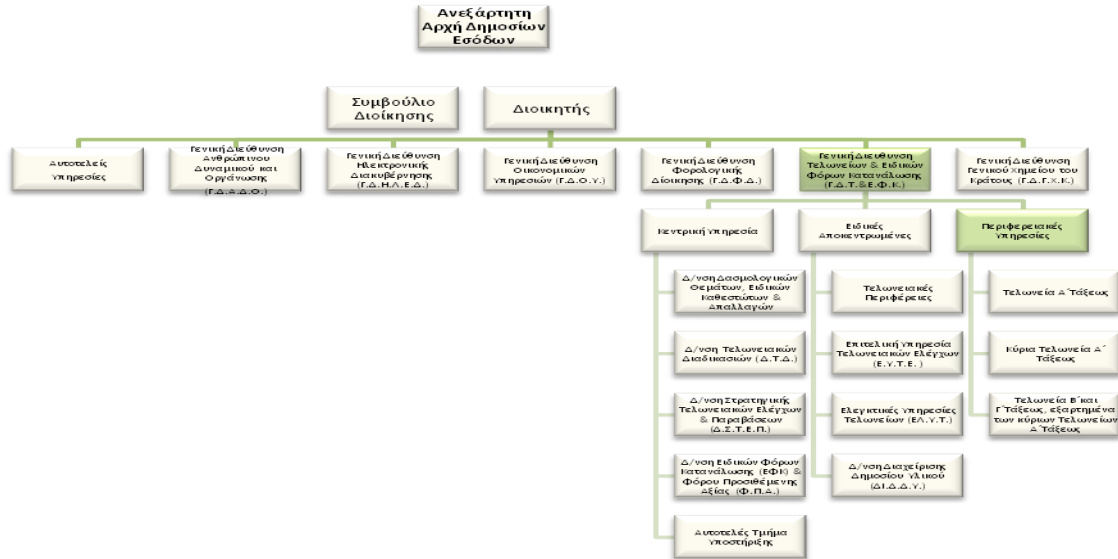 Ανεξάρτητη
Αρχή Δημοσίων
Εσόδων
Συμβούλιο
Διοίκησης
Διοικητής
Αυτοτελείς
Υπηρεσίες
Γενική Διεύθυνση
Ανθρώπινου
Δυναμικού και
Οργάνωσης
(Γ.Δ.Α.Δ.Ο.)
Γενική Διεύθυνση
Ηλεκτρονικής
Διακυβέρνησης
(Γ.Δ.Η.Λ.Ε.Δ.)
Γενική Διεύθυνση
Οικονομικών
Υπηρεσιών (Γ.Δ.Ο.Υ.)
Γενική Διεύθυνση
Φορολογικής
Δίοικησης (Γ.Δ.Φ.Δ.)
Γενική Διεύθυνση
Τελωνείων & Ειδικών
Φόρων Κατανάλωσης
(Γ.Δ.Τ.&Ε.Φ.Κ.)
Γενική Διεύθυνση
Γενικού Χημείου του
Κράτους (Γ.Δ.Γ.Χ.Κ.)
Κεντρική Υπηρεσία
Ειδικές
Αποκεντρωμένες
Περιφερειακές
Υπηρεσίες
Δ/νση Δασμολογικών
Θεμάτων, Ειδικών
Καθεστώτων &
Απαλλαγών
Δ/νση Τελωνειακών
Διαδικασιών (Δ.Τ.Δ.)
Δ/νση Στρατηγικής
Τελωνειακών Ελέγχων
& Παραβάσεων
(Δ.Σ.Τ.Ε.Π.)
Δ/νση Ειδικών Φόρων
Κατανάλωσης (ΕΦΚ) &
Φόρου Προστιθέμενης
Αξίας (Φ.Π.Α.)
Αυτοτελές Τμήμα
Υποστήριξης
Τελωνειακές
Περιφέρειες
Επιτελική Υπηρεσία
Τελωνειακών Ελέγχων
(Ε.Υ.Τ.Ε.)
Ελεγκτικές Υπηρεσίες
Τελωνείων (ΕΛ.Υ.Τ.)
Δ/νση Διαχείρισης
Δημοσίου Υλικού
(ΔΙ.Δ.Δ.Υ.)
Τελωνεία Α΄Τάξεως
Κύρια Τελωνεία Α΄
Τάξεως
Τελωνεία Β΄και
Γ΄Τάξεως, εξαρτημένα
των κύριων Τελωνείων
Α΄Τάξεως